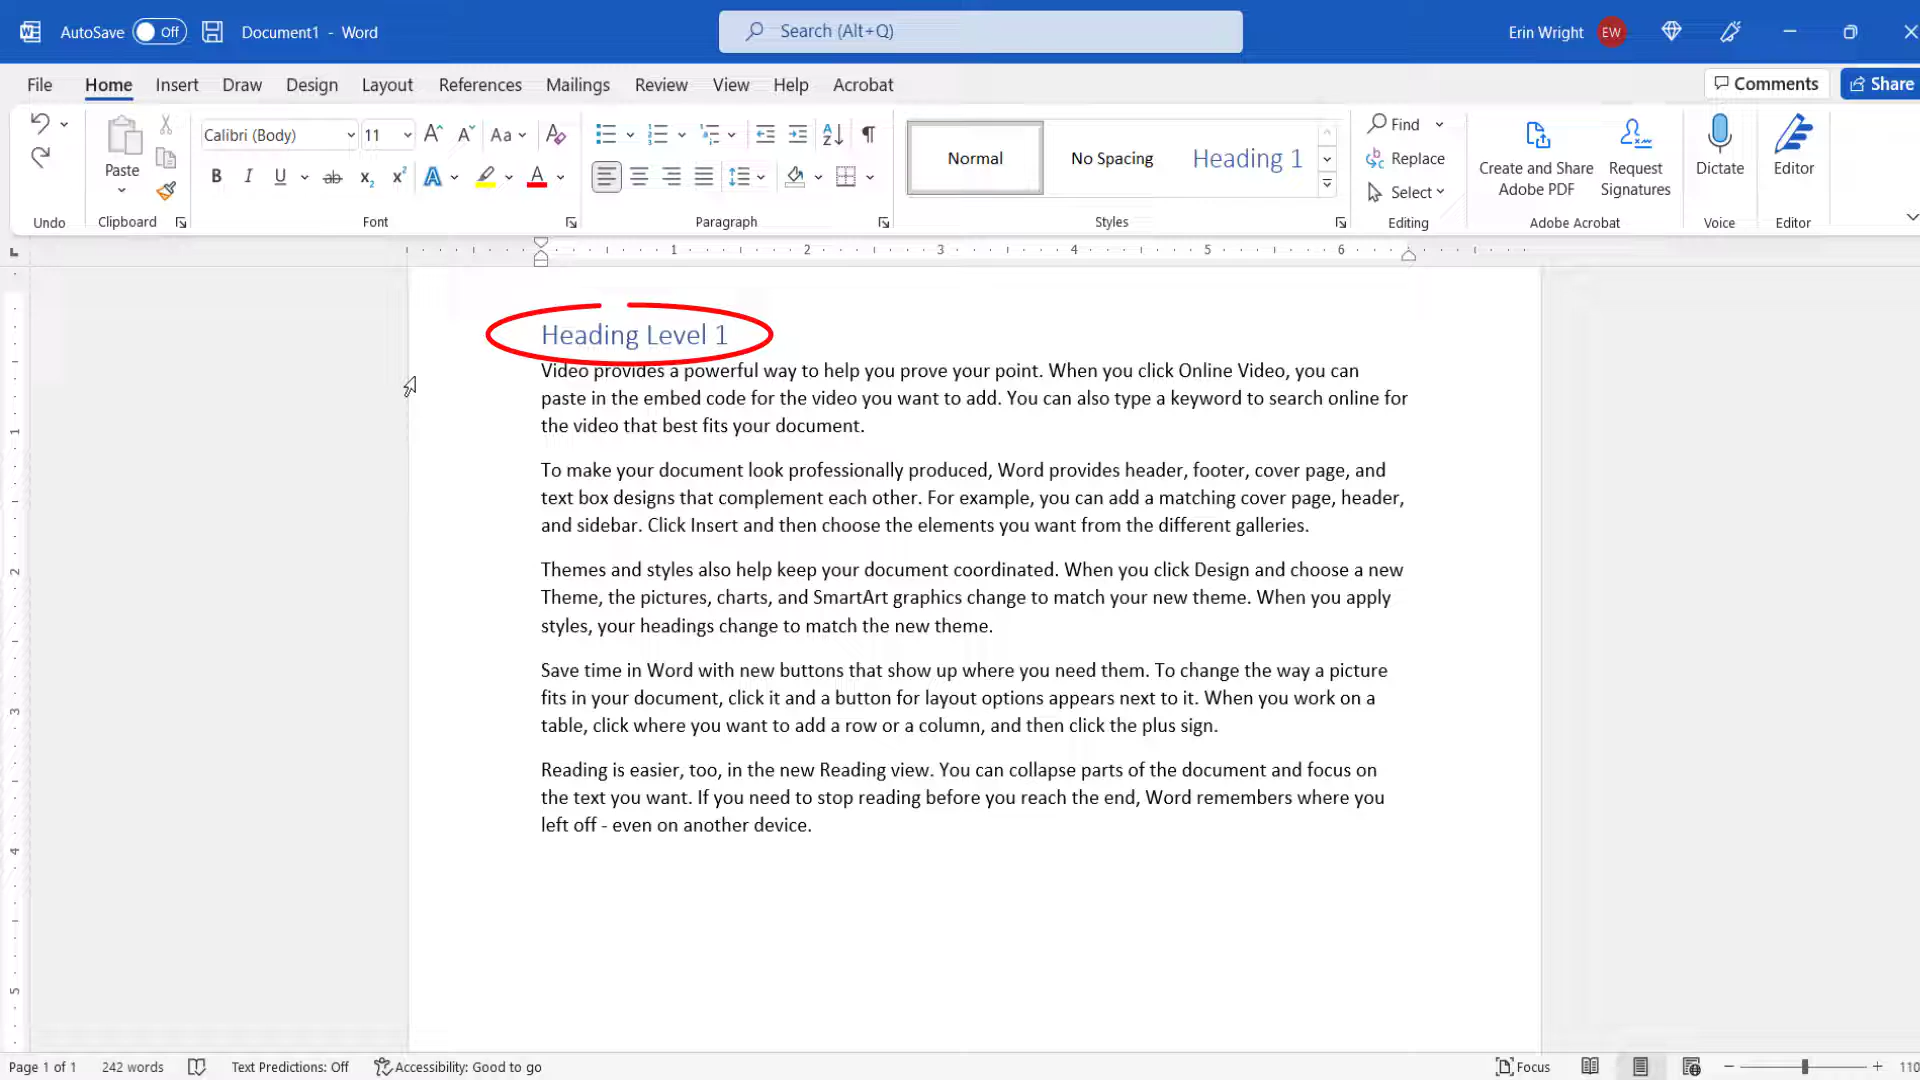 AutoSave Off Document1 - Word Search (Alt+Q) Erin Wright EW
File Home Insert Draw Design Layout References Mailings Review View Help Acrobat Comments Share
Paste Calibri (Body) 11 Aa Normal No Spacing Heading 1 Find Replace Select Create and Share Adobe PDF Request Signatures Dictate Editor
Undo Clipboard Font Paragraph Styles Editing Adobe Acrobat Voice Editor
1 2 3 4 5 6
Heading Level 1
Video provides a powerful way to help you prove your point. When you click Online Video, you can
paste in the embed code for the video you want to add. You can also type a keyword to search online for
the video that best fits your document.
To make your document look professionally produced, Word provides header, footer, cover page, and
text box designs that complement each other. For example, you can add a matching cover page, header,
and sidebar. Click Insert and then choose the elements you want from the different galleries.
Themes and styles also help keep your document coordinated. When you click Design and choose a new
Theme, the pictures, charts, and SmartArt graphics change to match your new theme. When you apply
styles, your headings change to match the new theme.
Save time in Word with new buttons that show up where you need them. To change the way a picture
fits in your document, click it and a button for layout options appears next to it. When you work on a
table, click where you want to add a row or a column, and then click the plus sign.
Reading is easier, too, in the new Reading view. You can collapse parts of the document and focus on
the text you want. If you need to stop reading before you reach the end, Word remembers where you
left off - even on another device.
1
2
3
4
5
Page 1 of 1 242 words Text Predictions: Off Accessibility: Good to go Focus 110